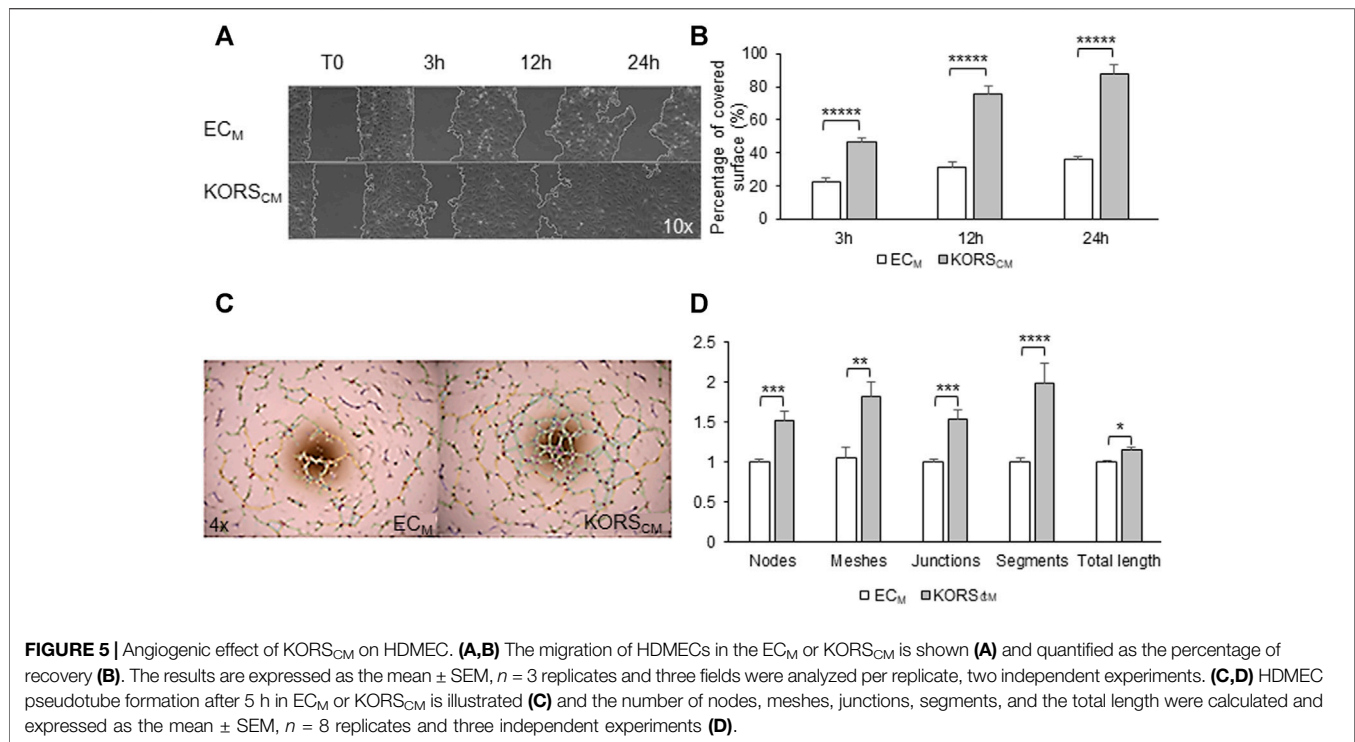 A
T0 3h 12h 24h
ECM
KORSCM
10x
B
Percentage of covered surface (%)
100
80
60
40
20
0
*****
*****
*****
3h 12h 24h
ECM KORSCM
C
4x ECM KORSCM
D
2.5
2
1.5
1
0.5
0
***
**
***
****
*
Nodes Meshes Junctions Segments Total length
ECM
FIGURE 5 | Angiogenic effect of KORSCM on HDMEC. (A,B) The migration of HDMECs in the ECM or KORSCM is shown (A) and quantified as the percentage of
recovery (B). The results are expressed as the mean ± SEM, n = 3 replicates and three fields were analyzed per replicate, two independent experiments. (C,D) HDMEC
pseudotube formation after 5 h in ECM or KORSCM is illustrated (C) and the number of nodes, meshes, junctions, segments, and the total length were calculated and
expressed as the mean ± SEM, n = 8 replicates and three independent experiments (D).